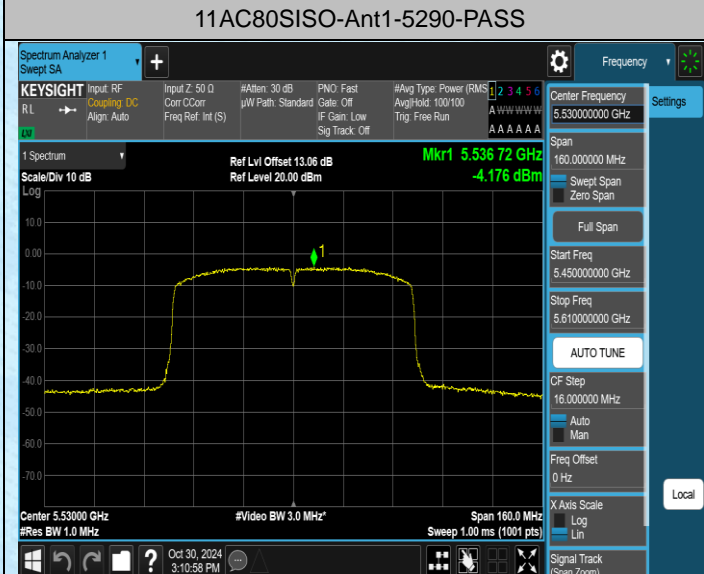 11AC80SISO-Ant1-5290-PASS
Spectrum Analyzer 1
Swept SA
Frequency
KEYSIGHT
RL
LXI
Input: RF
Coupling: DC
Align: Auto
Input Z: 50 Ω
Corr CCorr
Freq Ref: Int (S)
#Atten: 30 dB
µW Path: Standard
PNO: Fast
Gate: Off
IF Gain: Low
Sig Track: Off
#Avg Type: Power (RMS
Avg|Hold: 100/100
Trig: Free Run
1 2 3 4 5 6
A W W W W W
A A A A A A
1 Spectrum
Scale/Div 10 dB
Log
Ref Lvl Offset 13.06 dB
Ref Level 20.00 dBm
Mkr1 5.536 72 GHz
-4.176 dBm
10.0
0.00
-10.0
-20.0
-30.0
-40.0
-50.0
-60.0
-70.0
1
Center 5.53000 GHz
#Res BW 1.0 MHz
#Video BW 3.0 MHz*
Span 160.0 MHz
Sweep 1.00 ms (1001 pts)
Center Frequency
5.530000000 GHz
Settings
Span
160.000000 MHz
Swept Span
Zero Span
Full Span
Start Freq
5.450000000 GHz
Stop Freq
5.610000000 GHz
AUTO TUNE
CF Step
16.000000 MHz
Auto
Man
Freq Offset
0 Hz
X Axis Scale
Log
Lin
Local
Signal Track
(Span Zoom)
?
Oct 30, 2024
3:10:58 PM